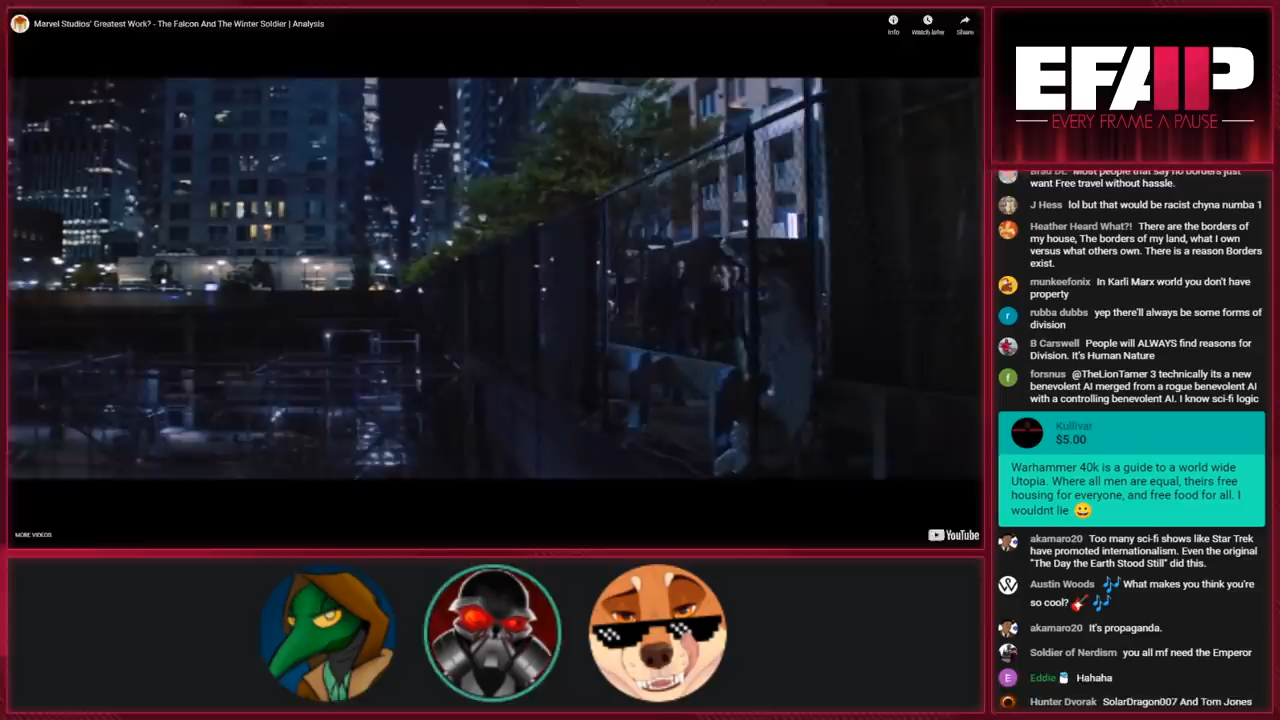 Marvel Studios' Greatest Work? - The Falcon And The Winter Soldier | Analysis
Info
Watch later
Share
MORE VIDEOS
YouTube
EFAP
EVERY FRAME A PAUSE
Brad DL Most people that say no borders just
want Free travel without hassle.
J Hess lol but that would be racist chyna numba 1
Heather Heard What?! There are the borders of
my house, The borders of my land, what I own
versus what others own. There is a reason Borders
exist.
munkeefonix In Karli Marx world you don't have
property
rubba dubbs yep there'll always be some forms of
division
B Carswell People will ALWAYS find reasons for
Division. It's Human Nature
forsnus @TheLionTarner 3 technically its a new
benevolent AI merged from a rogue benevolent AI
with a controlling benevolent AI. I know sci-fi logic
Kullivar
$5.00
Warhammer 40k is a guide to a world wide
Utopia. Where all men are equal, theirs free
housing for everyone, and free food for all. I
wouldnt lie 😀
akamaro20 Too many sci-fi shows like Star Trek
have promoted internationalism. Even the original
"The Day the Earth Stood Still" did this.
Austin Woods 🎶What makes you think you're
so cool?🎸🎶
akamaro20 It's propaganda.
Soldier of Nerdism you all mf need the Emperor
E Eddie Hahaha
Hunter Dvorak SolarDragon007 And Tom Jones